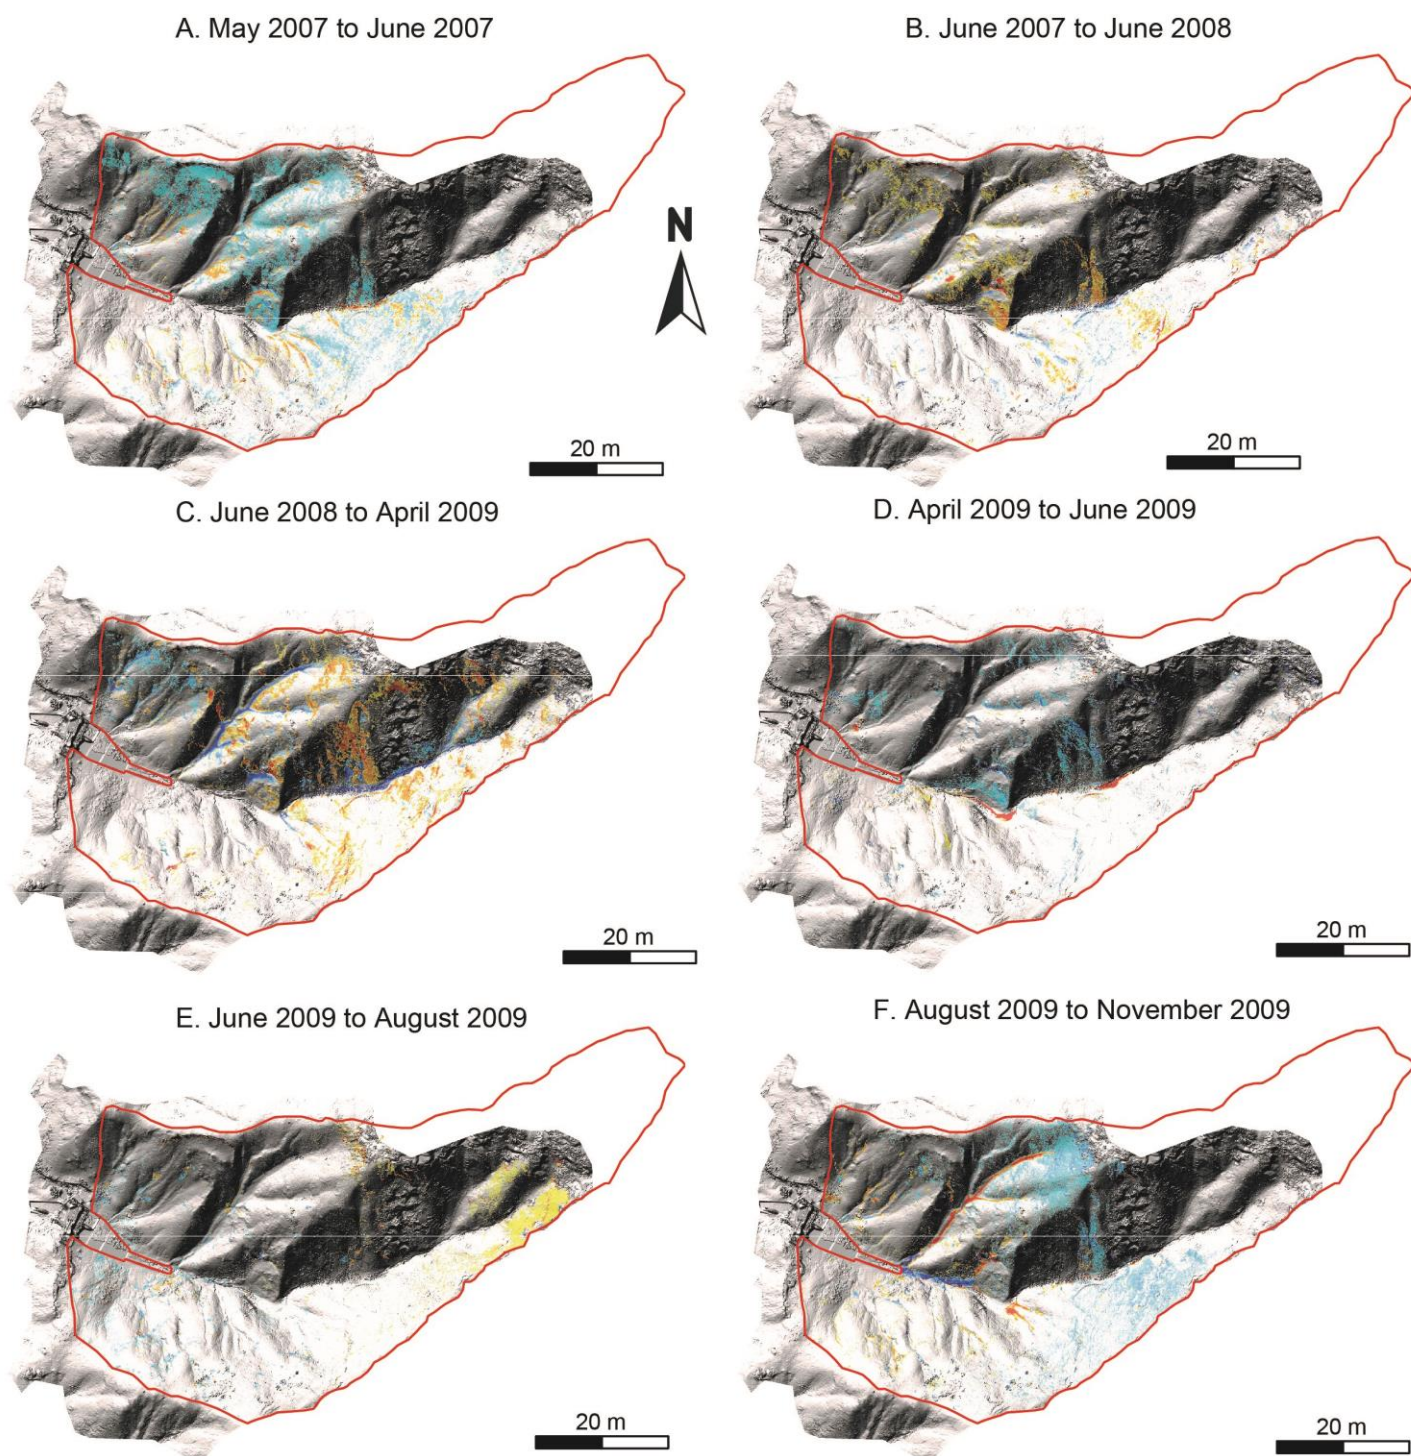 A. May 2007 to June 2007
B. June 2007 to June 2008
N
20 m
20 m
C. June 2008 to April 2009
D. April 2009 to June 2009
20 m
20 m
E. June 2009 to August 2009
F. August 2009 to November 2009
20 m
20 m